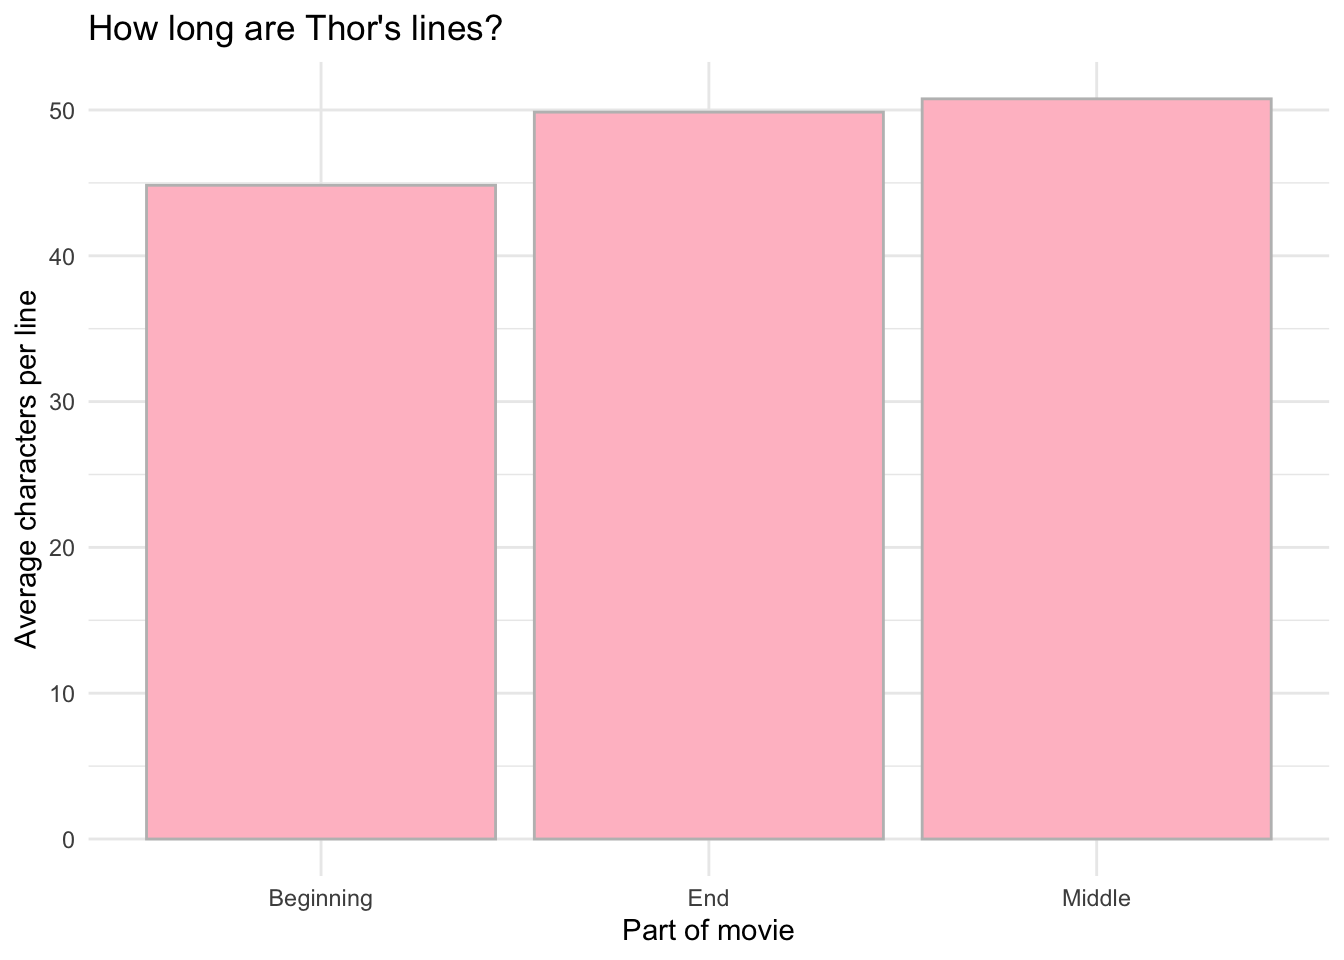 How long are Thor's lines?
Average characters per line
50
40
30
20
10
0
Beginning End Middle
Part of movie